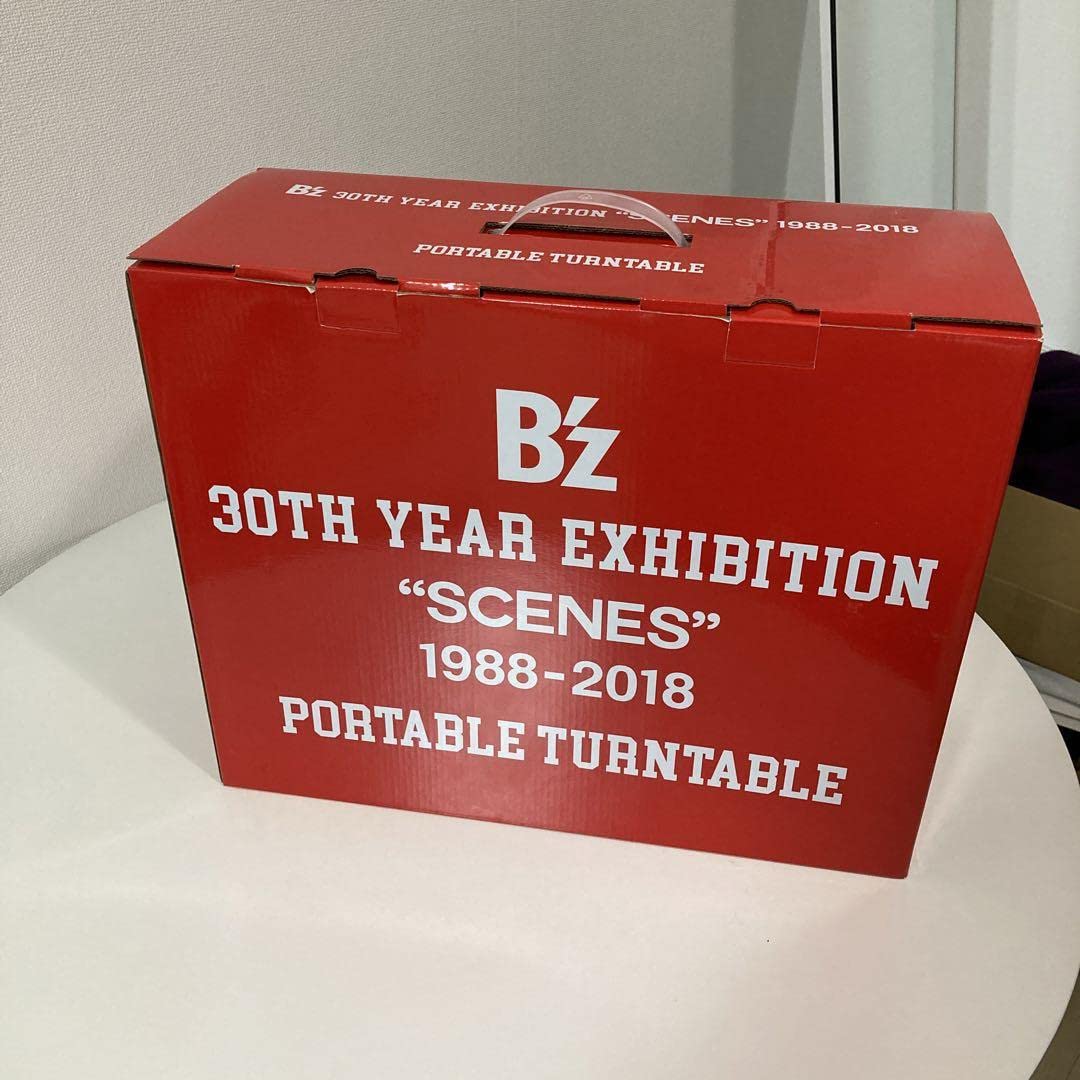 B'z 30TH YEAR EXHIBITION "SCENES" 1988-2018
PORTABLE TURNTABLE
B'z
30TH YEAR EXHIBITION
"SCENES"
1988-2018
PORTABLE TURNTABLE